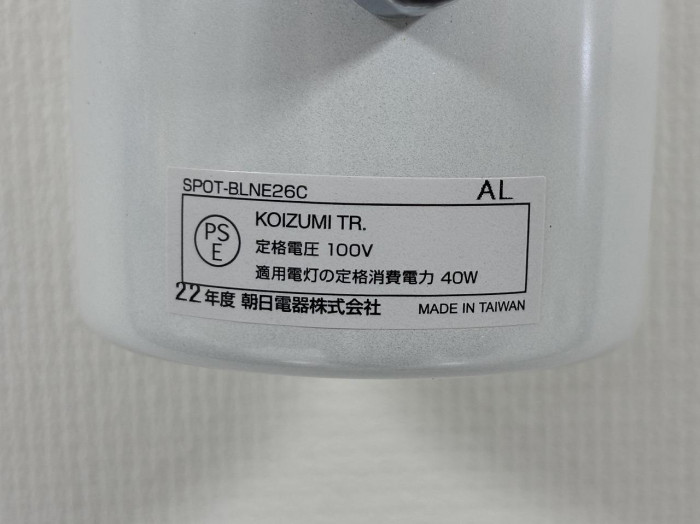 SPOT-BLNE26C AL
PS
E
KOIZUMI TR.
定格電圧 100V
適用電灯の定格消費電力 40W
22年度 朝日電器株式会社 MADE IN TAIWAN